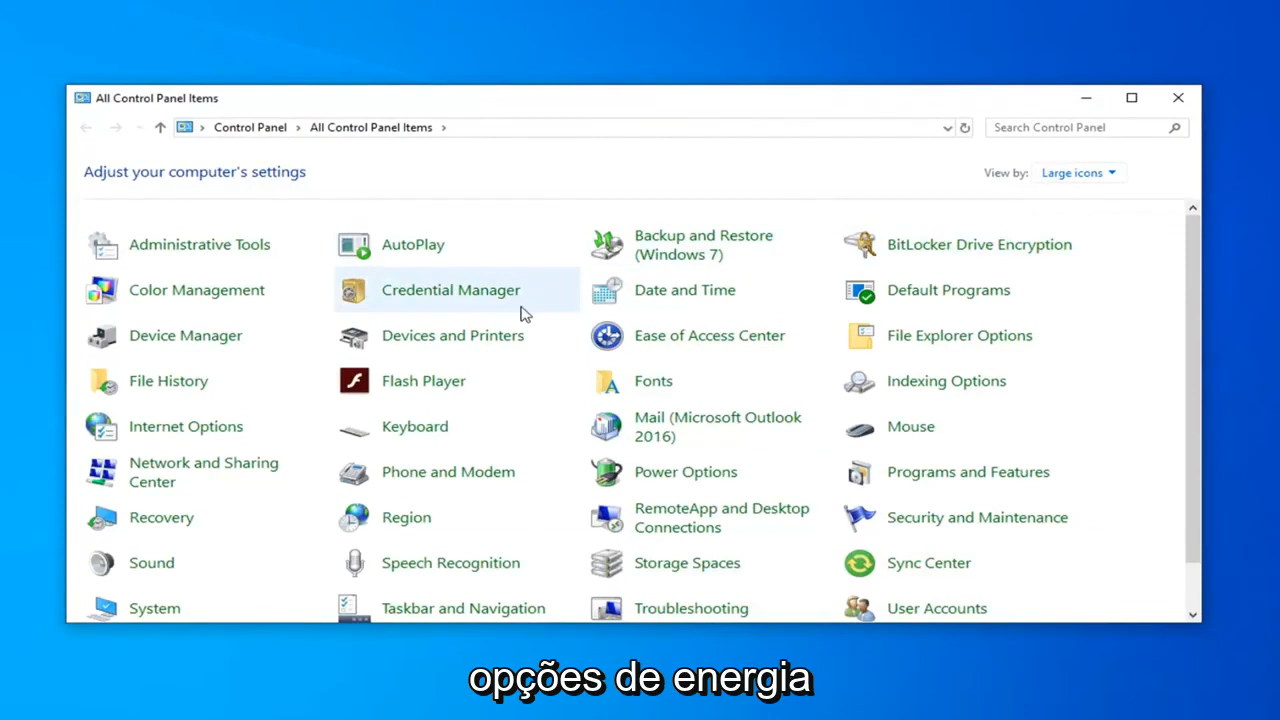 All Control Panel Items
Control Panel › All Control Panel Items ›
Search Control Panel
Adjust your computer's settings
View by: Large icons
Administrative Tools
AutoPlay
Backup and Restore
(Windows 7)
BitLocker Drive Encryption
Color Management
Credential Manager
Date and Time
Default Programs
Device Manager
Devices and Printers
Ease of Access Center
File Explorer Options
File History
Flash Player
Fonts
Indexing Options
Internet Options
Keyboard
Mail (Microsoft Outlook
2016)
Mouse
Network and Sharing
Center
Phone and Modem
Power Options
Programs and Features
Recovery
Region
RemoteApp and Desktop
Connections
Security and Maintenance
Sound
Speech Recognition
Storage Spaces
Sync Center
System
Taskbar and Navigation
Troubleshooting
User Accounts
opções de energia